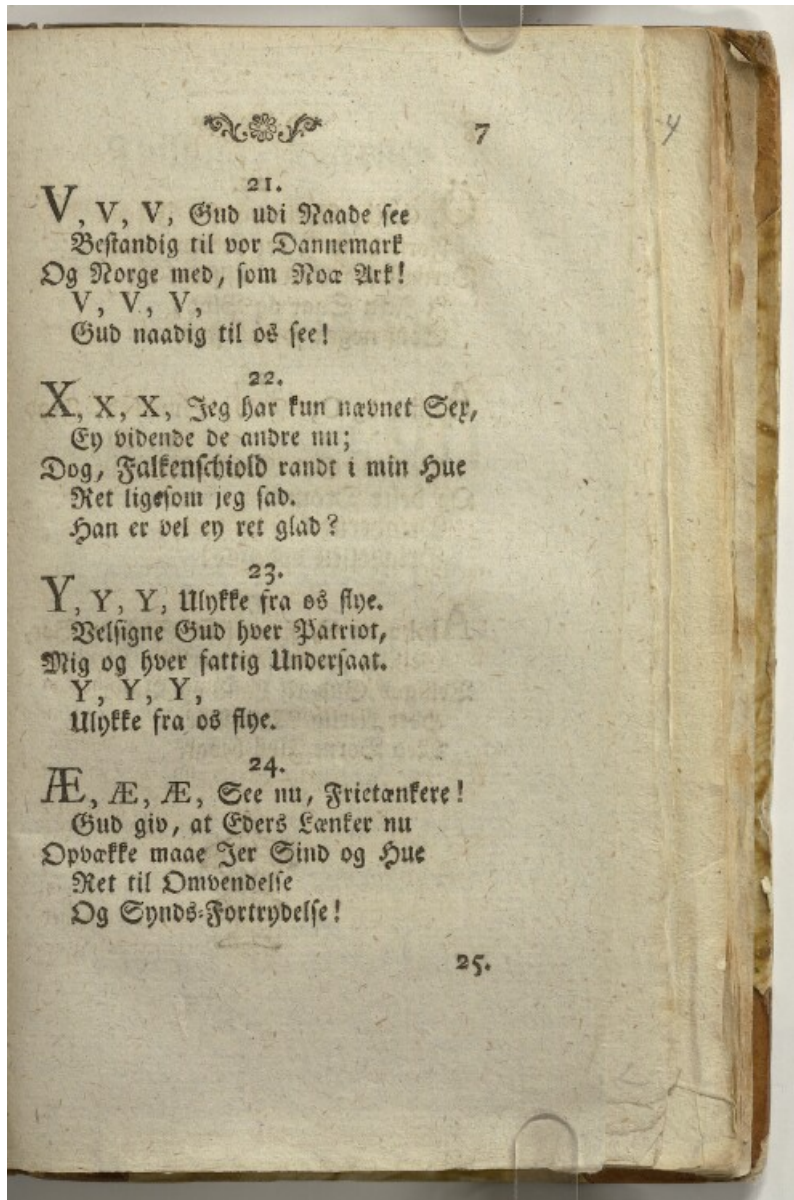 7
4
21.
V, V, V, Gud udi Naade see
Bestandig til vor Dannemark
Og Norge med, som Noæ Ark!
V, V, V,
Gud naadig til os see!
22.
X, X, X, Jeg har kun nævnet Sex,
Ey vidende de andre nu;
Dog, Falkenschiold randt i min Hue
Ret ligesom jeg sad.
Han er vel ey ret glad?
23.
Y, Y, Y, Ulykke fra os flye.
Velsigne Gud hver Patriot,
Mig og hver fattig Undersaat.
Y, Y, Y,
Ulykke fra os flye.
24.
Æ, Æ, Æ, See nu, Frietænkere!
Gud giv, at Eders Lænker nu
Opvække maae Jer Sind og Hue
Ret til Omvendelse
Og Synds-Fortrydelse!
25.